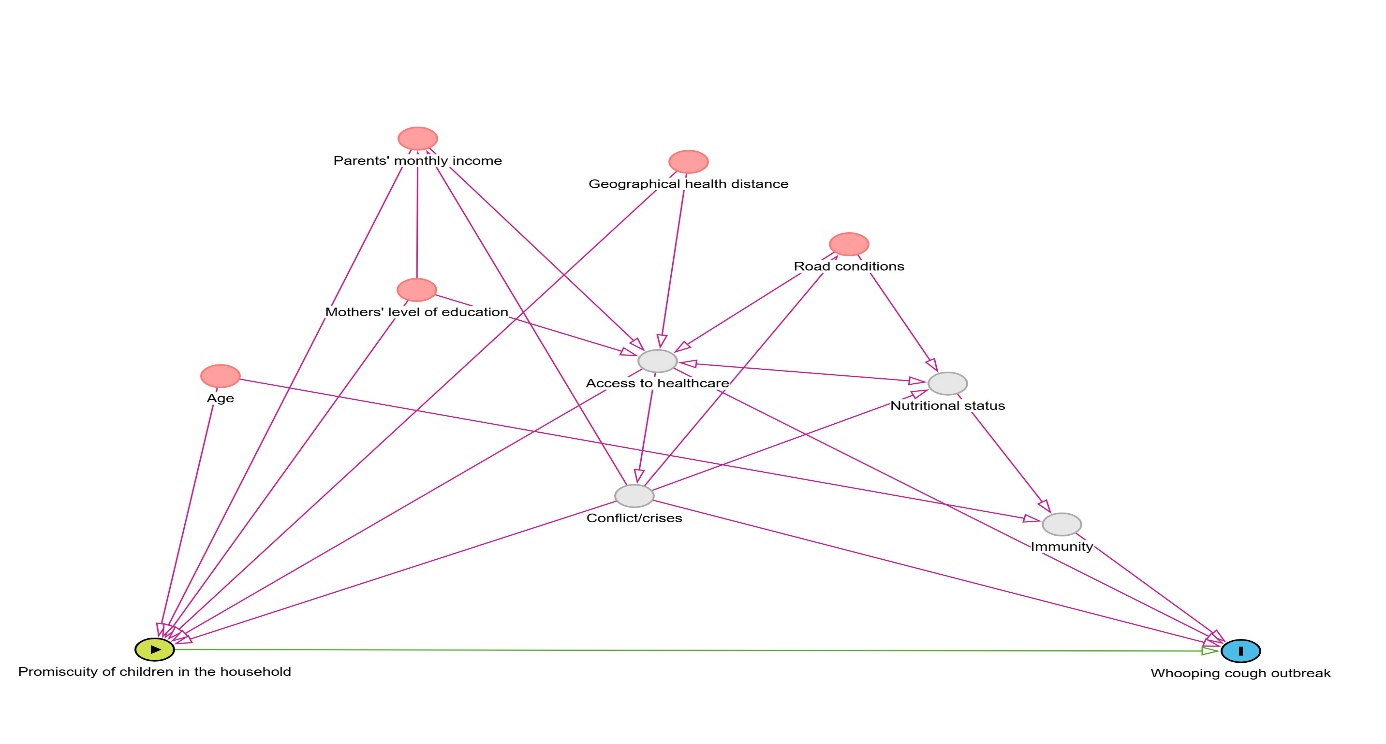 Parents' monthly income
Geographical health distance
Road conditions
Mothers' level of education
Access to healthcare
Age
Nutritional status
Conflict/crises
Immunity
Promiscuity of children in the household
Whooping cough outbreak